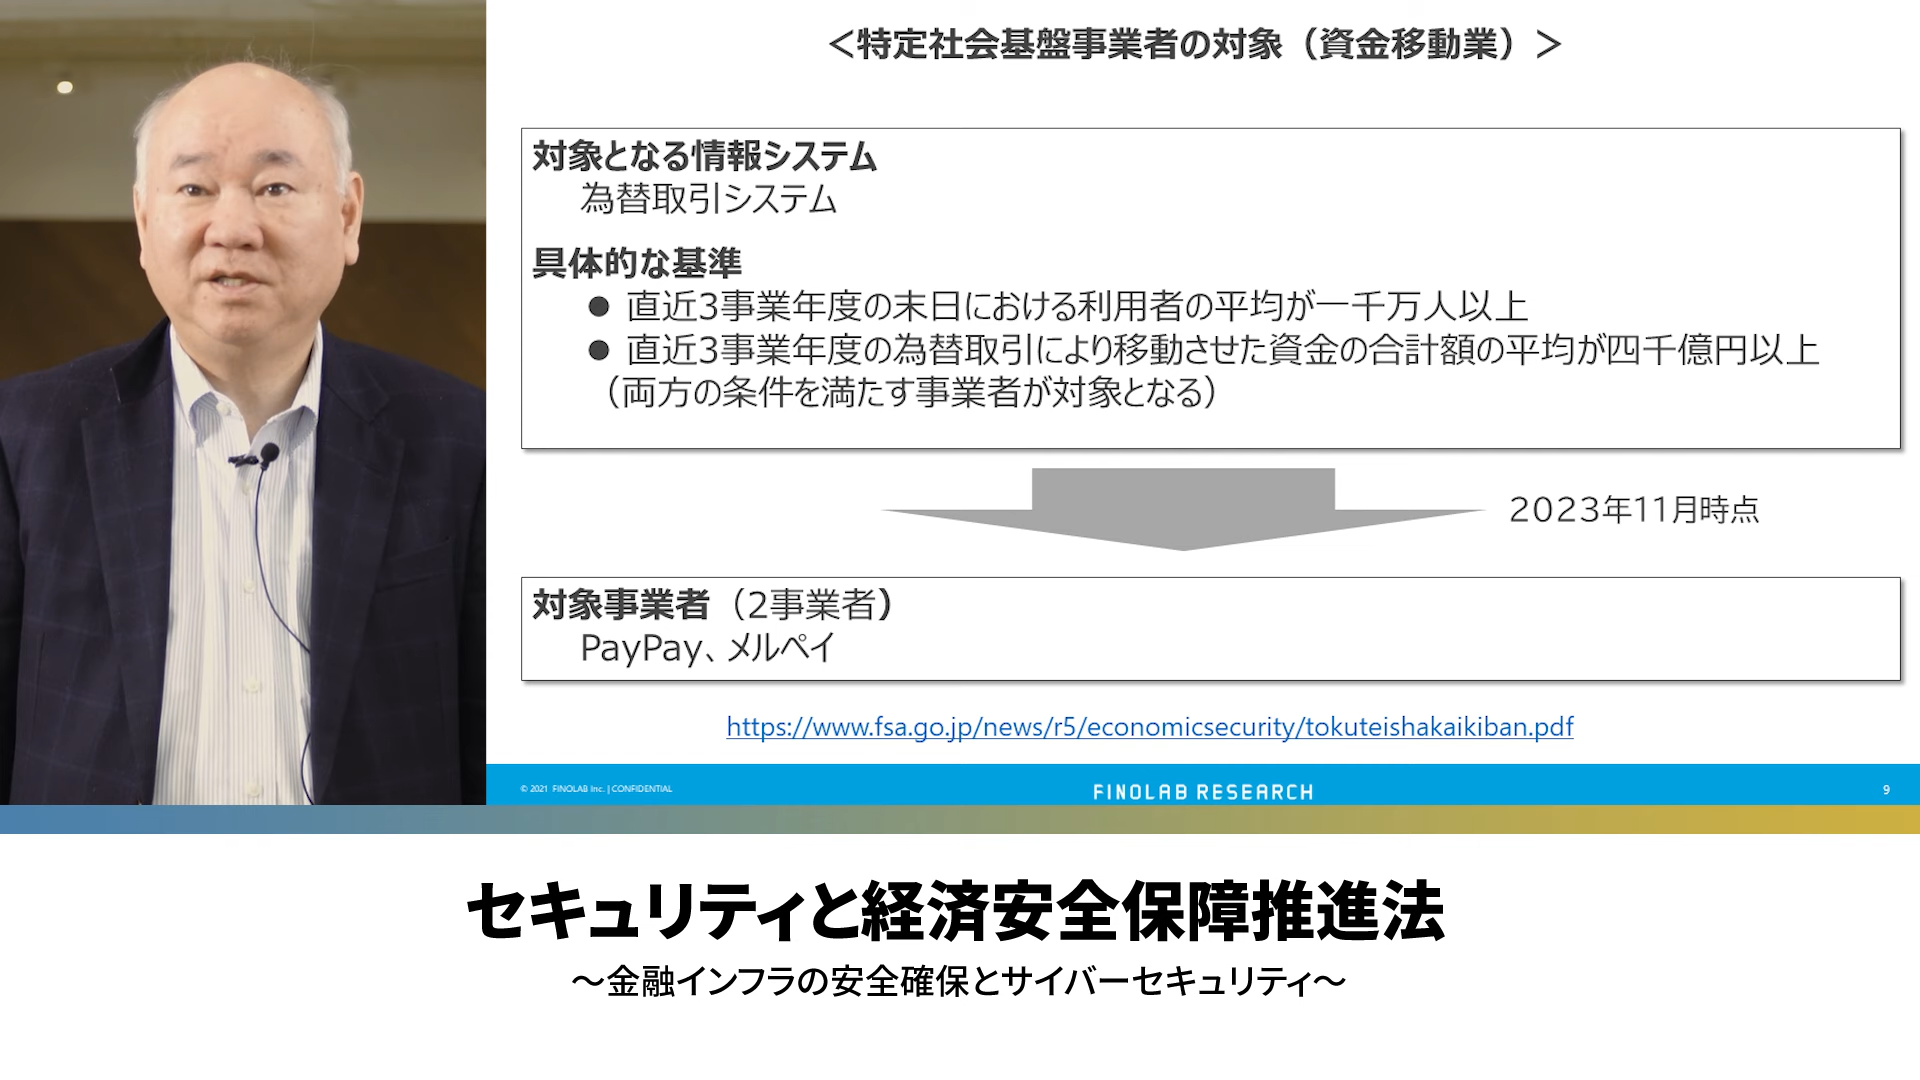 ＜特定社会基盤事業者の対象（資金移動業）＞
対象となる情報システム
為替取引システム
具体的な基準
● 直近3事業年度の末日における利用者の平均が一千万人以上
● 直近3事業年度の為替取引により移動させた資金の合計額の平均が四千億円以上
（両方の条件を満たす事業者が対象となる）
2023年11月時点
対象事業者（2事業者）
PayPay、メルペイ
https://www.fsa.go.jp/news/r5/economicsecurity/tokuteishakaikiban.pdf
© 2021 FINOLAB Inc. | CONFIDENTIAL
FINOLAB RESEARCH
9
セキュリティと経済安全保障推進法
～金融インフラの安全確保とサイバーセキュリティ～